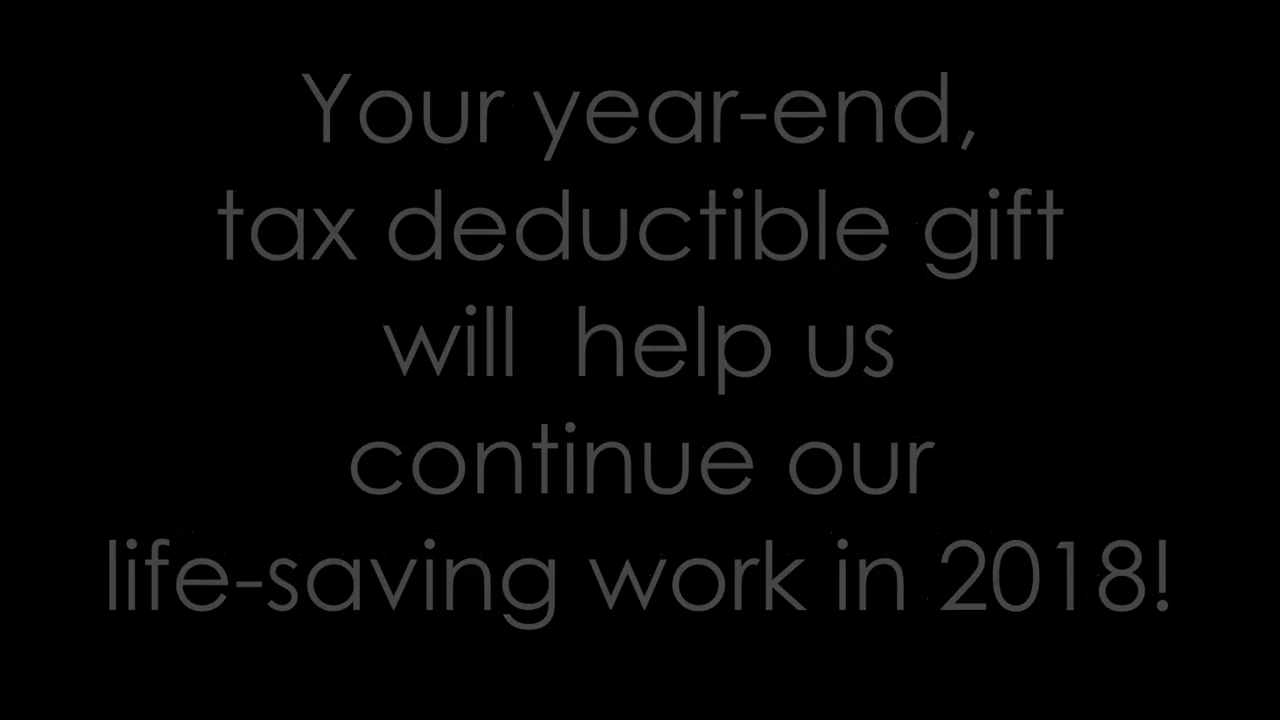 Your year-end,
tax deductible gift
will  help us
continue our
life-saving work in 2018!